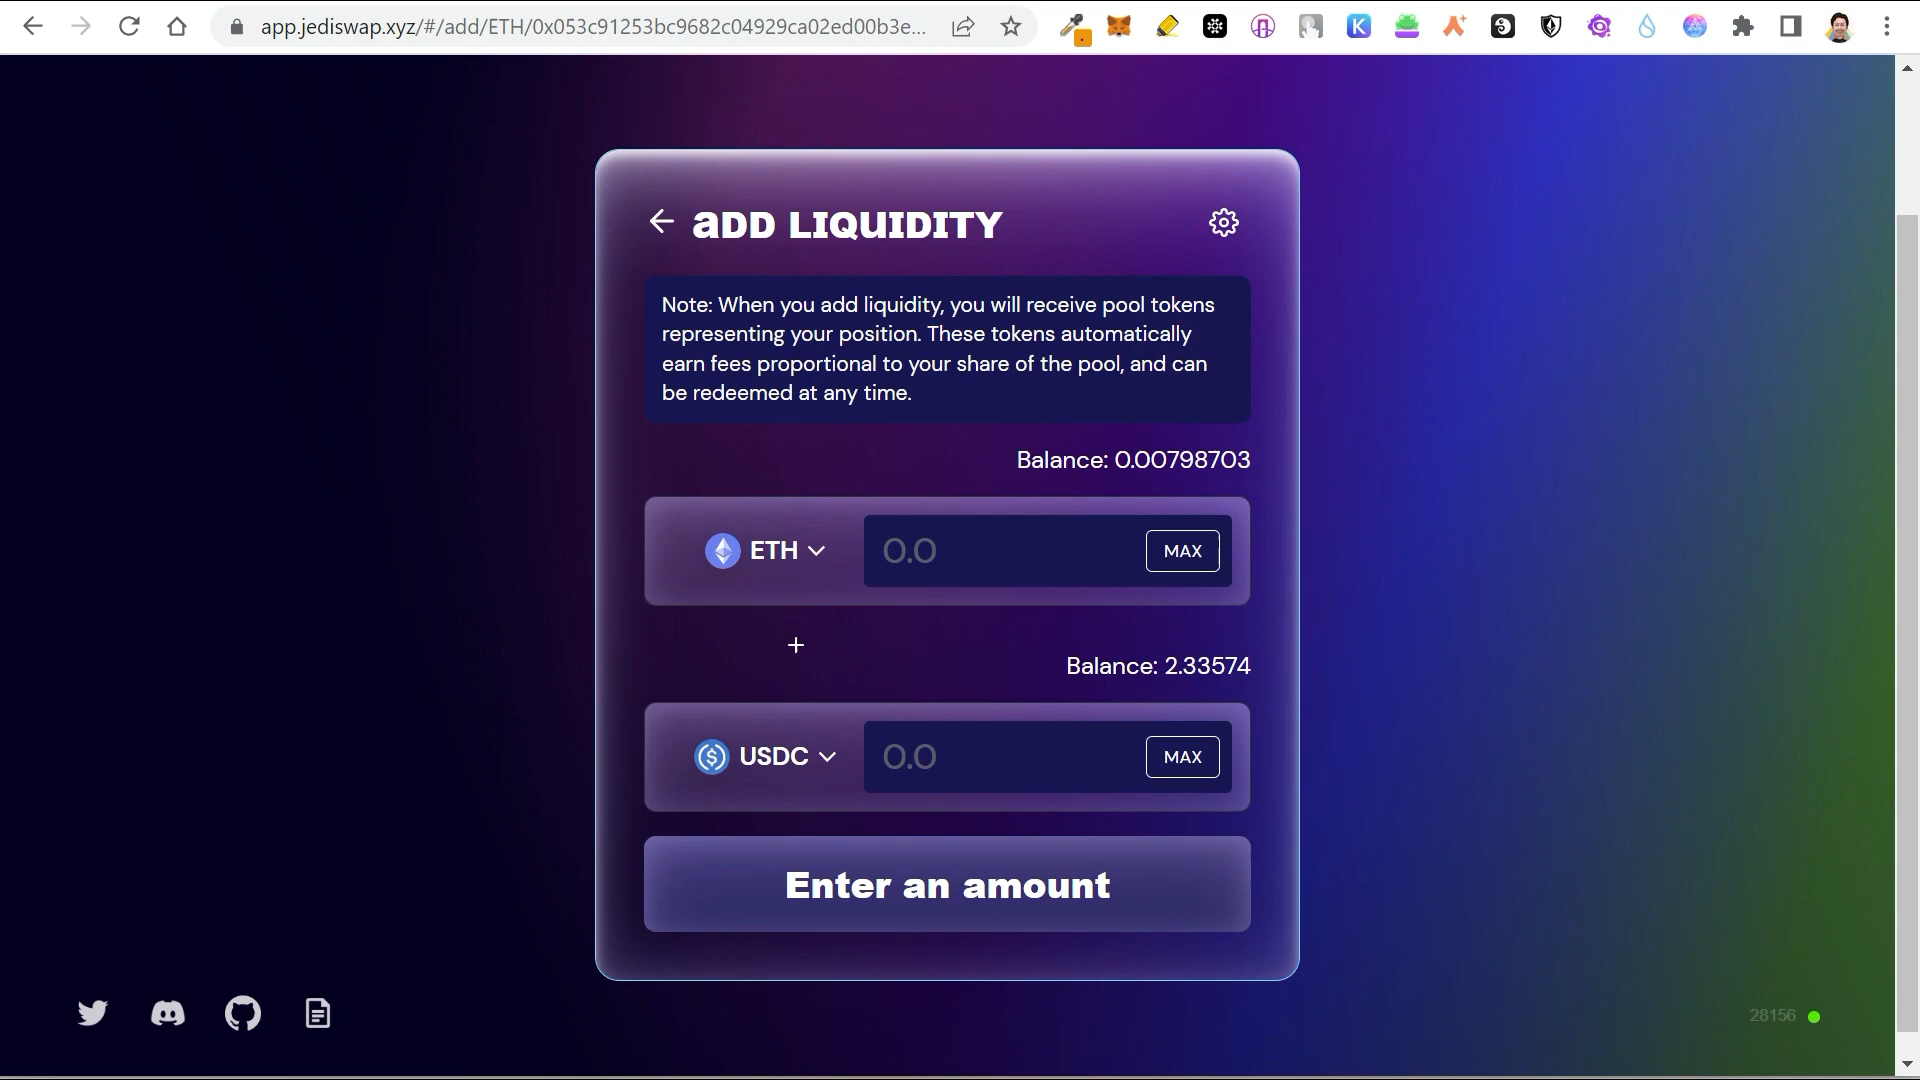 app.jediswap.xyz/#/add/ETH/0x053c91253bc9682c04929ca02ed00b3e...
aDD LIQUIDITY
Note: When you add liquidity, you will receive pool tokens
representing your position. These tokens automatically
earn fees proportional to your share of the pool, and can
be redeemed at any time.
Balance: 0.00798703
ETH 0.0 MAX
+
Balance: 2.33574
USDC 0.0 MAX
Enter an amount
28156